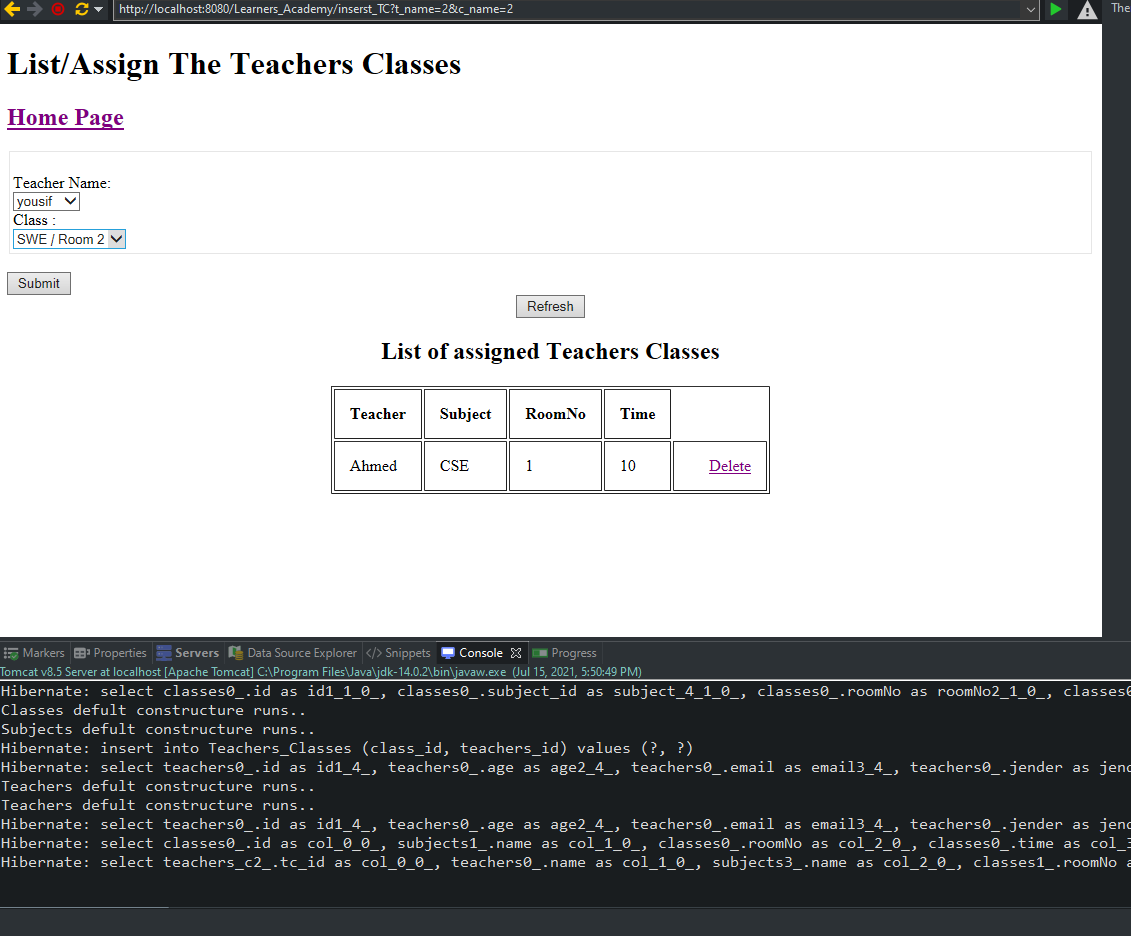 http://localhost:8080/Learners_Academy/inserst_TC?t_name=2&c_name=2
The
List/Assign The Teachers Classes
Home Page
Teacher Name:
yousif
Class :
SWE / Room 2
Submit
Refresh
List of assigned Teachers Classes
Teacher Subject RoomNo Time
Ahmed CSE 1 10 Delete
Markers Properties Servers Data Source Explorer Snippets Console Progress
Tomcat v8.5 Server at localhost [Apache Tomcat] C:\Program Files\Java\jdk-14.0.2\bin\javaw.exe (Jul 15, 2021, 5:50:49 PM)
Hibernate: select classes0_.id as id1_1_0_, classes0_.subject_id as subject_4_1_0_, classes0_.roomNo as roomNo2_1_0_, classes0
Classes defult constructure runs..
Subjects defult constructure runs..
Hibernate: insert into Teachers_Classes (class_id, teachers_id) values (?, ?)
Hibernate: select teachers0_.id as id1_4_, teachers0_.age as age2_4_, teachers0_.email as email3_4_, teachers0_.jender as jend
Teachers defult constructure runs..
Teachers defult constructure runs..
Hibernate: select teachers0_.id as id1_4_, teachers0_.age as age2_4_, teachers0_.email as email3_4_, teachers0_.jender as jend
Hibernate: select classes0_.id as col_0_0_, subjects1_.name as col_1_0_, classes0_.roomNo as col_2_0_, classes0_.time as col_3
Hibernate: select teachers_c2_.tc_id as col_0_0_, teachers0_.name as col_1_0_, subjects3_.name as col_2_0_, classes1_.roomNo a